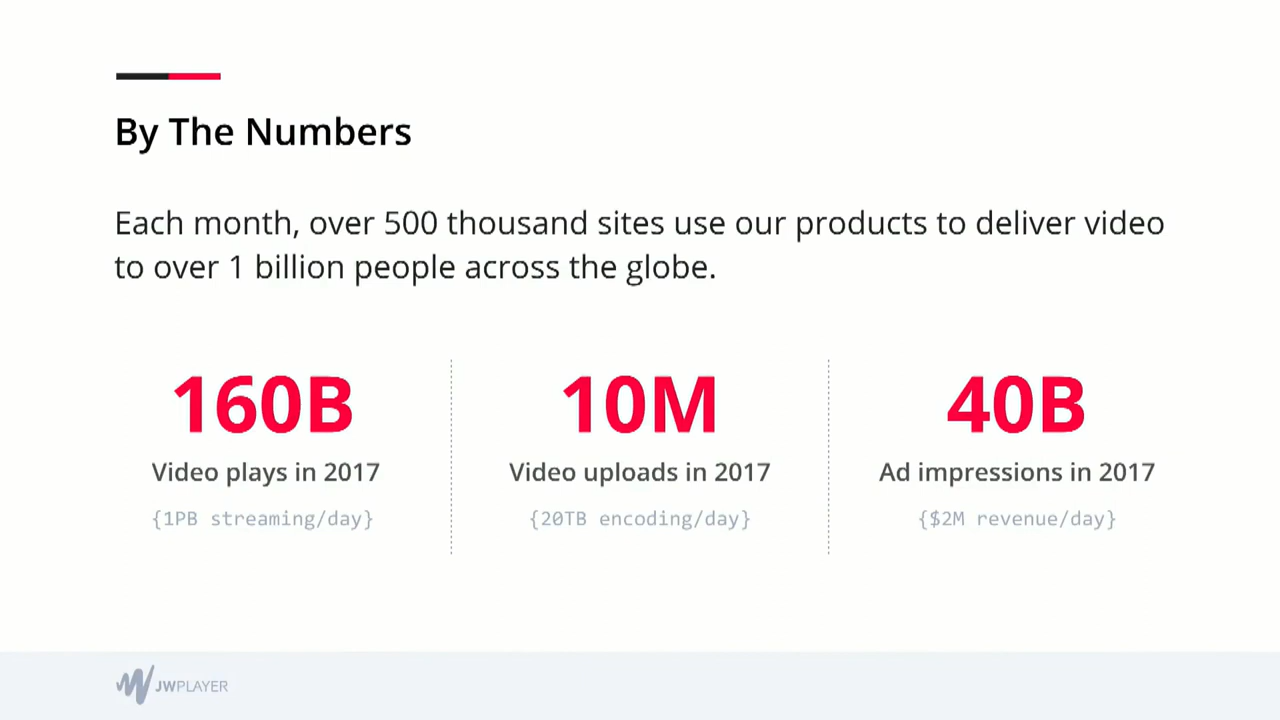 By The Numbers
Each month, over 500 thousand sites use our products to deliver video
to over 1 billion people across the globe.
160B
Video plays in 2017
{1PB streaming/day}
10M
Video uploads in 2017
{20TB encoding/day}
40B
Ad impressions in 2017
{$2M revenue/day}
JWPLAYER